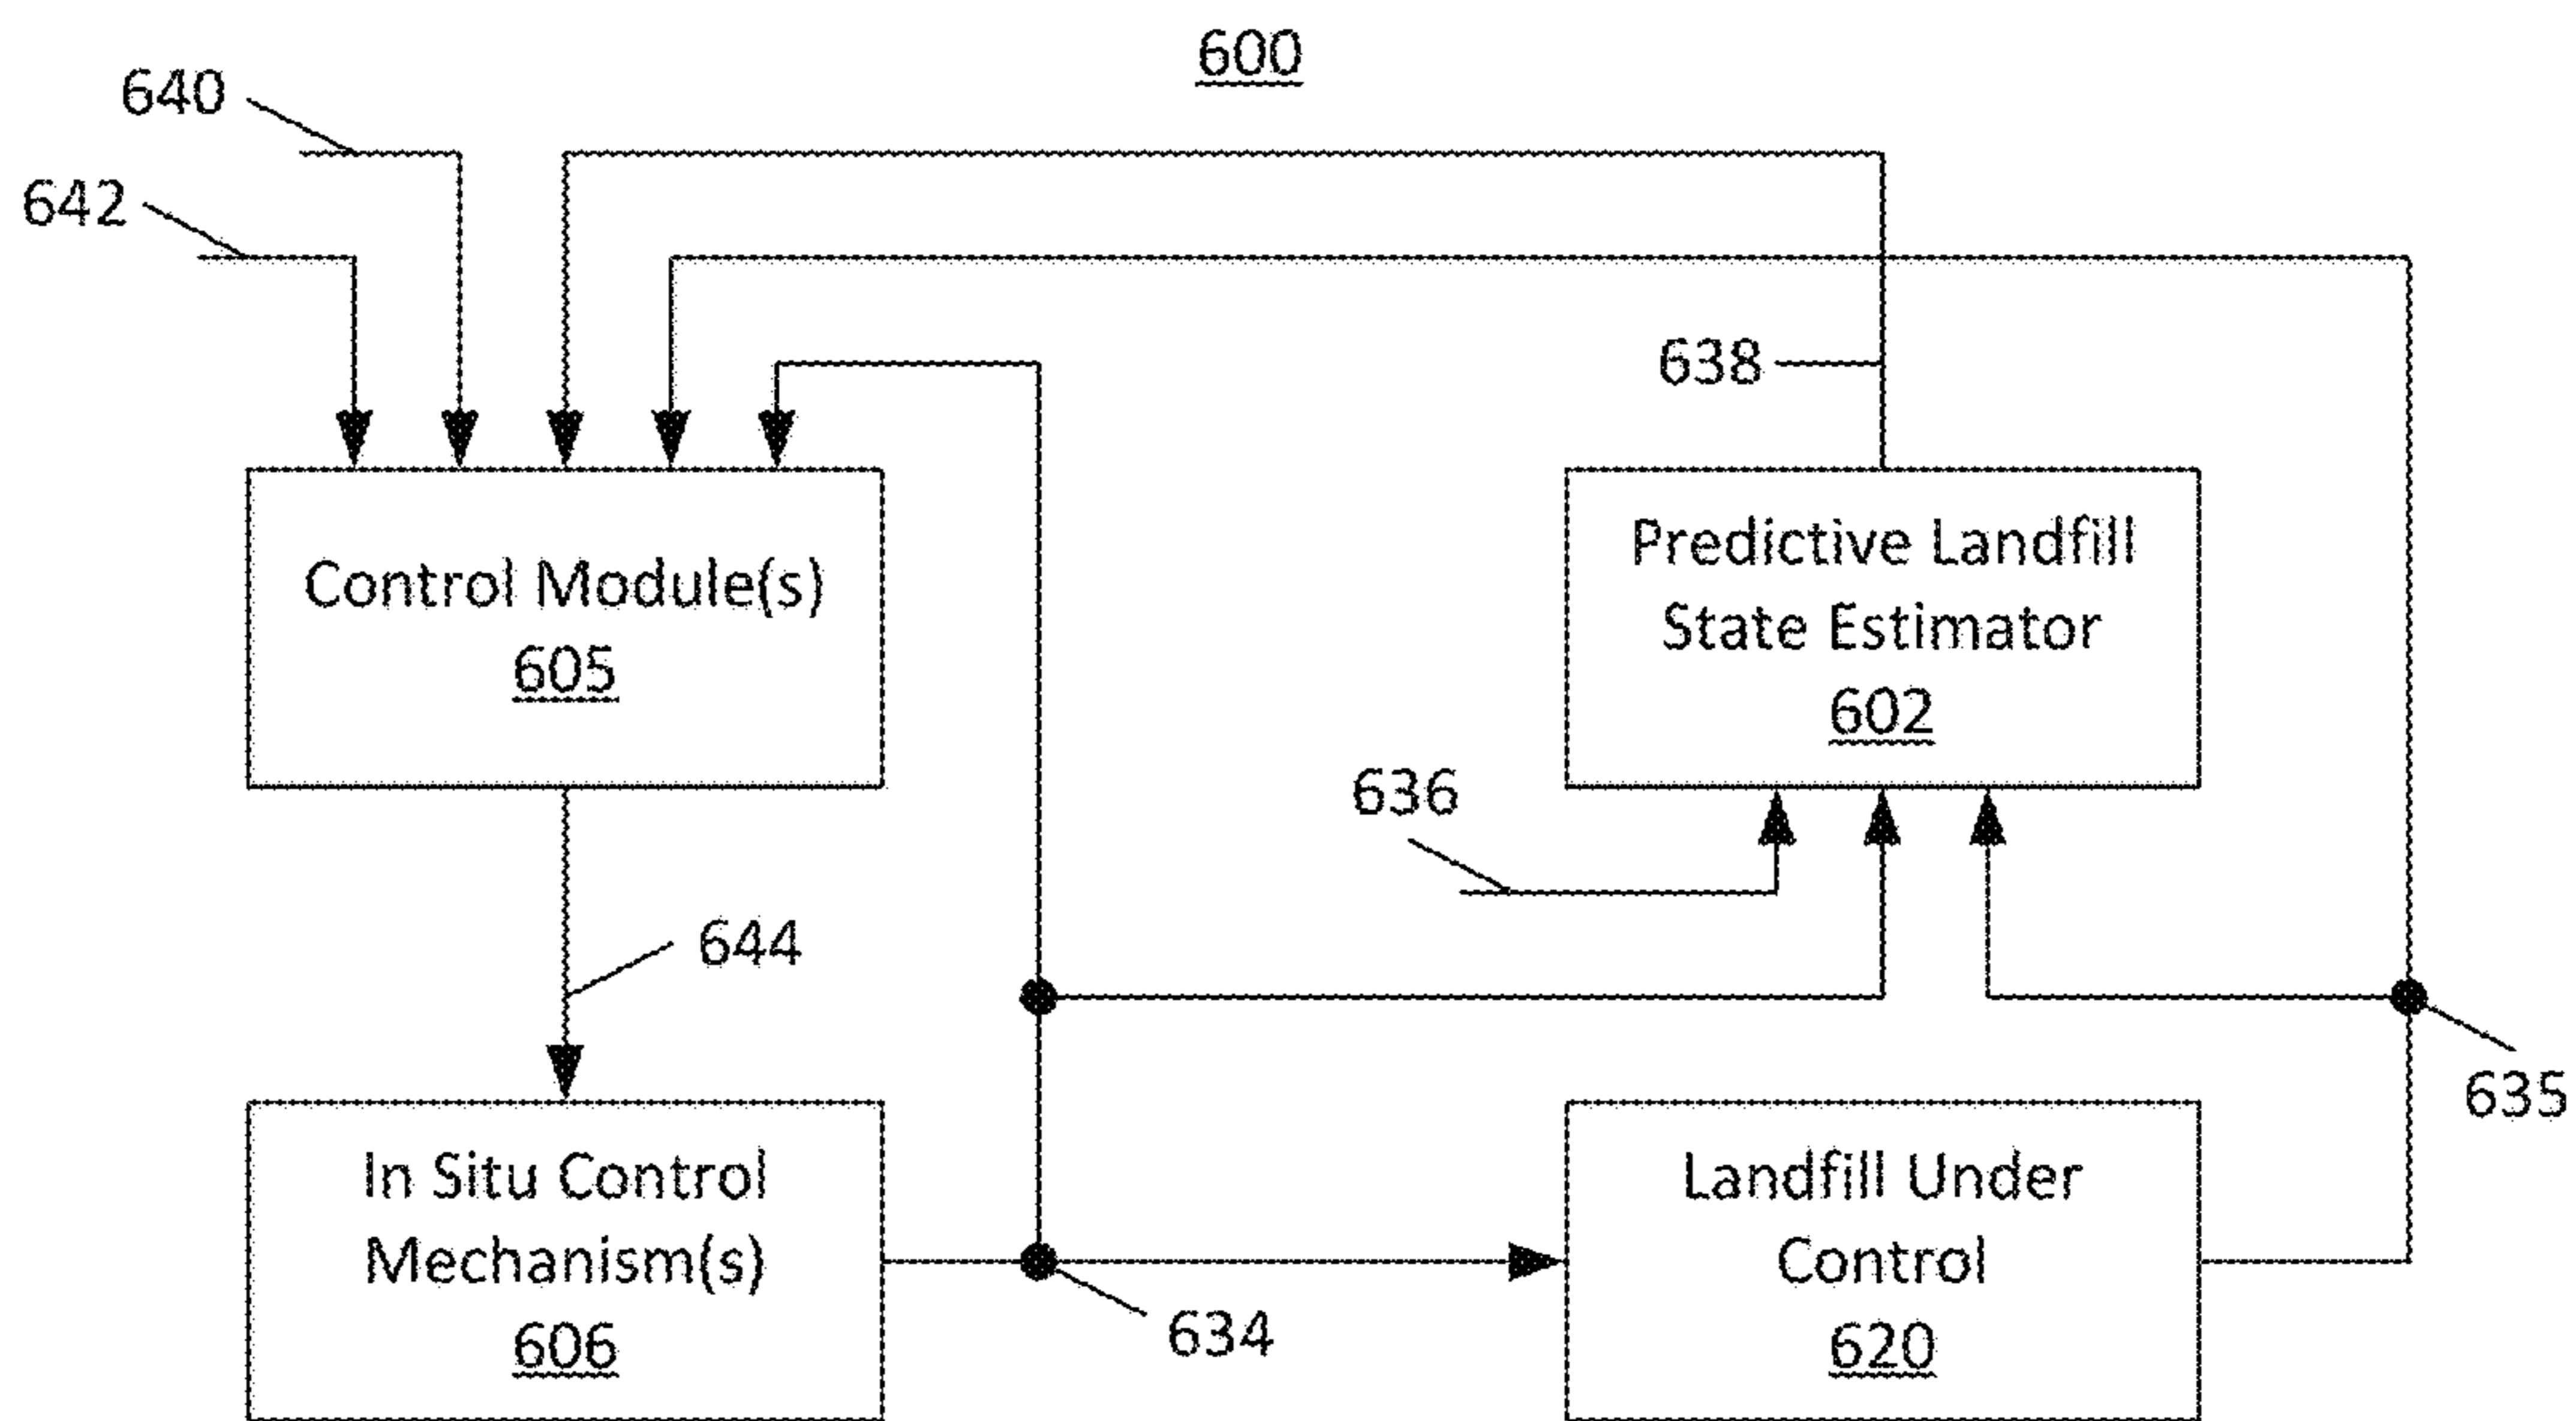 600
640
642
638
Control Module(s)
605
Predictive Landfill
State Estimator
602
636
644
635
In Situ Control
Mechanism(s)
606
634
Landfill Under
Control
620